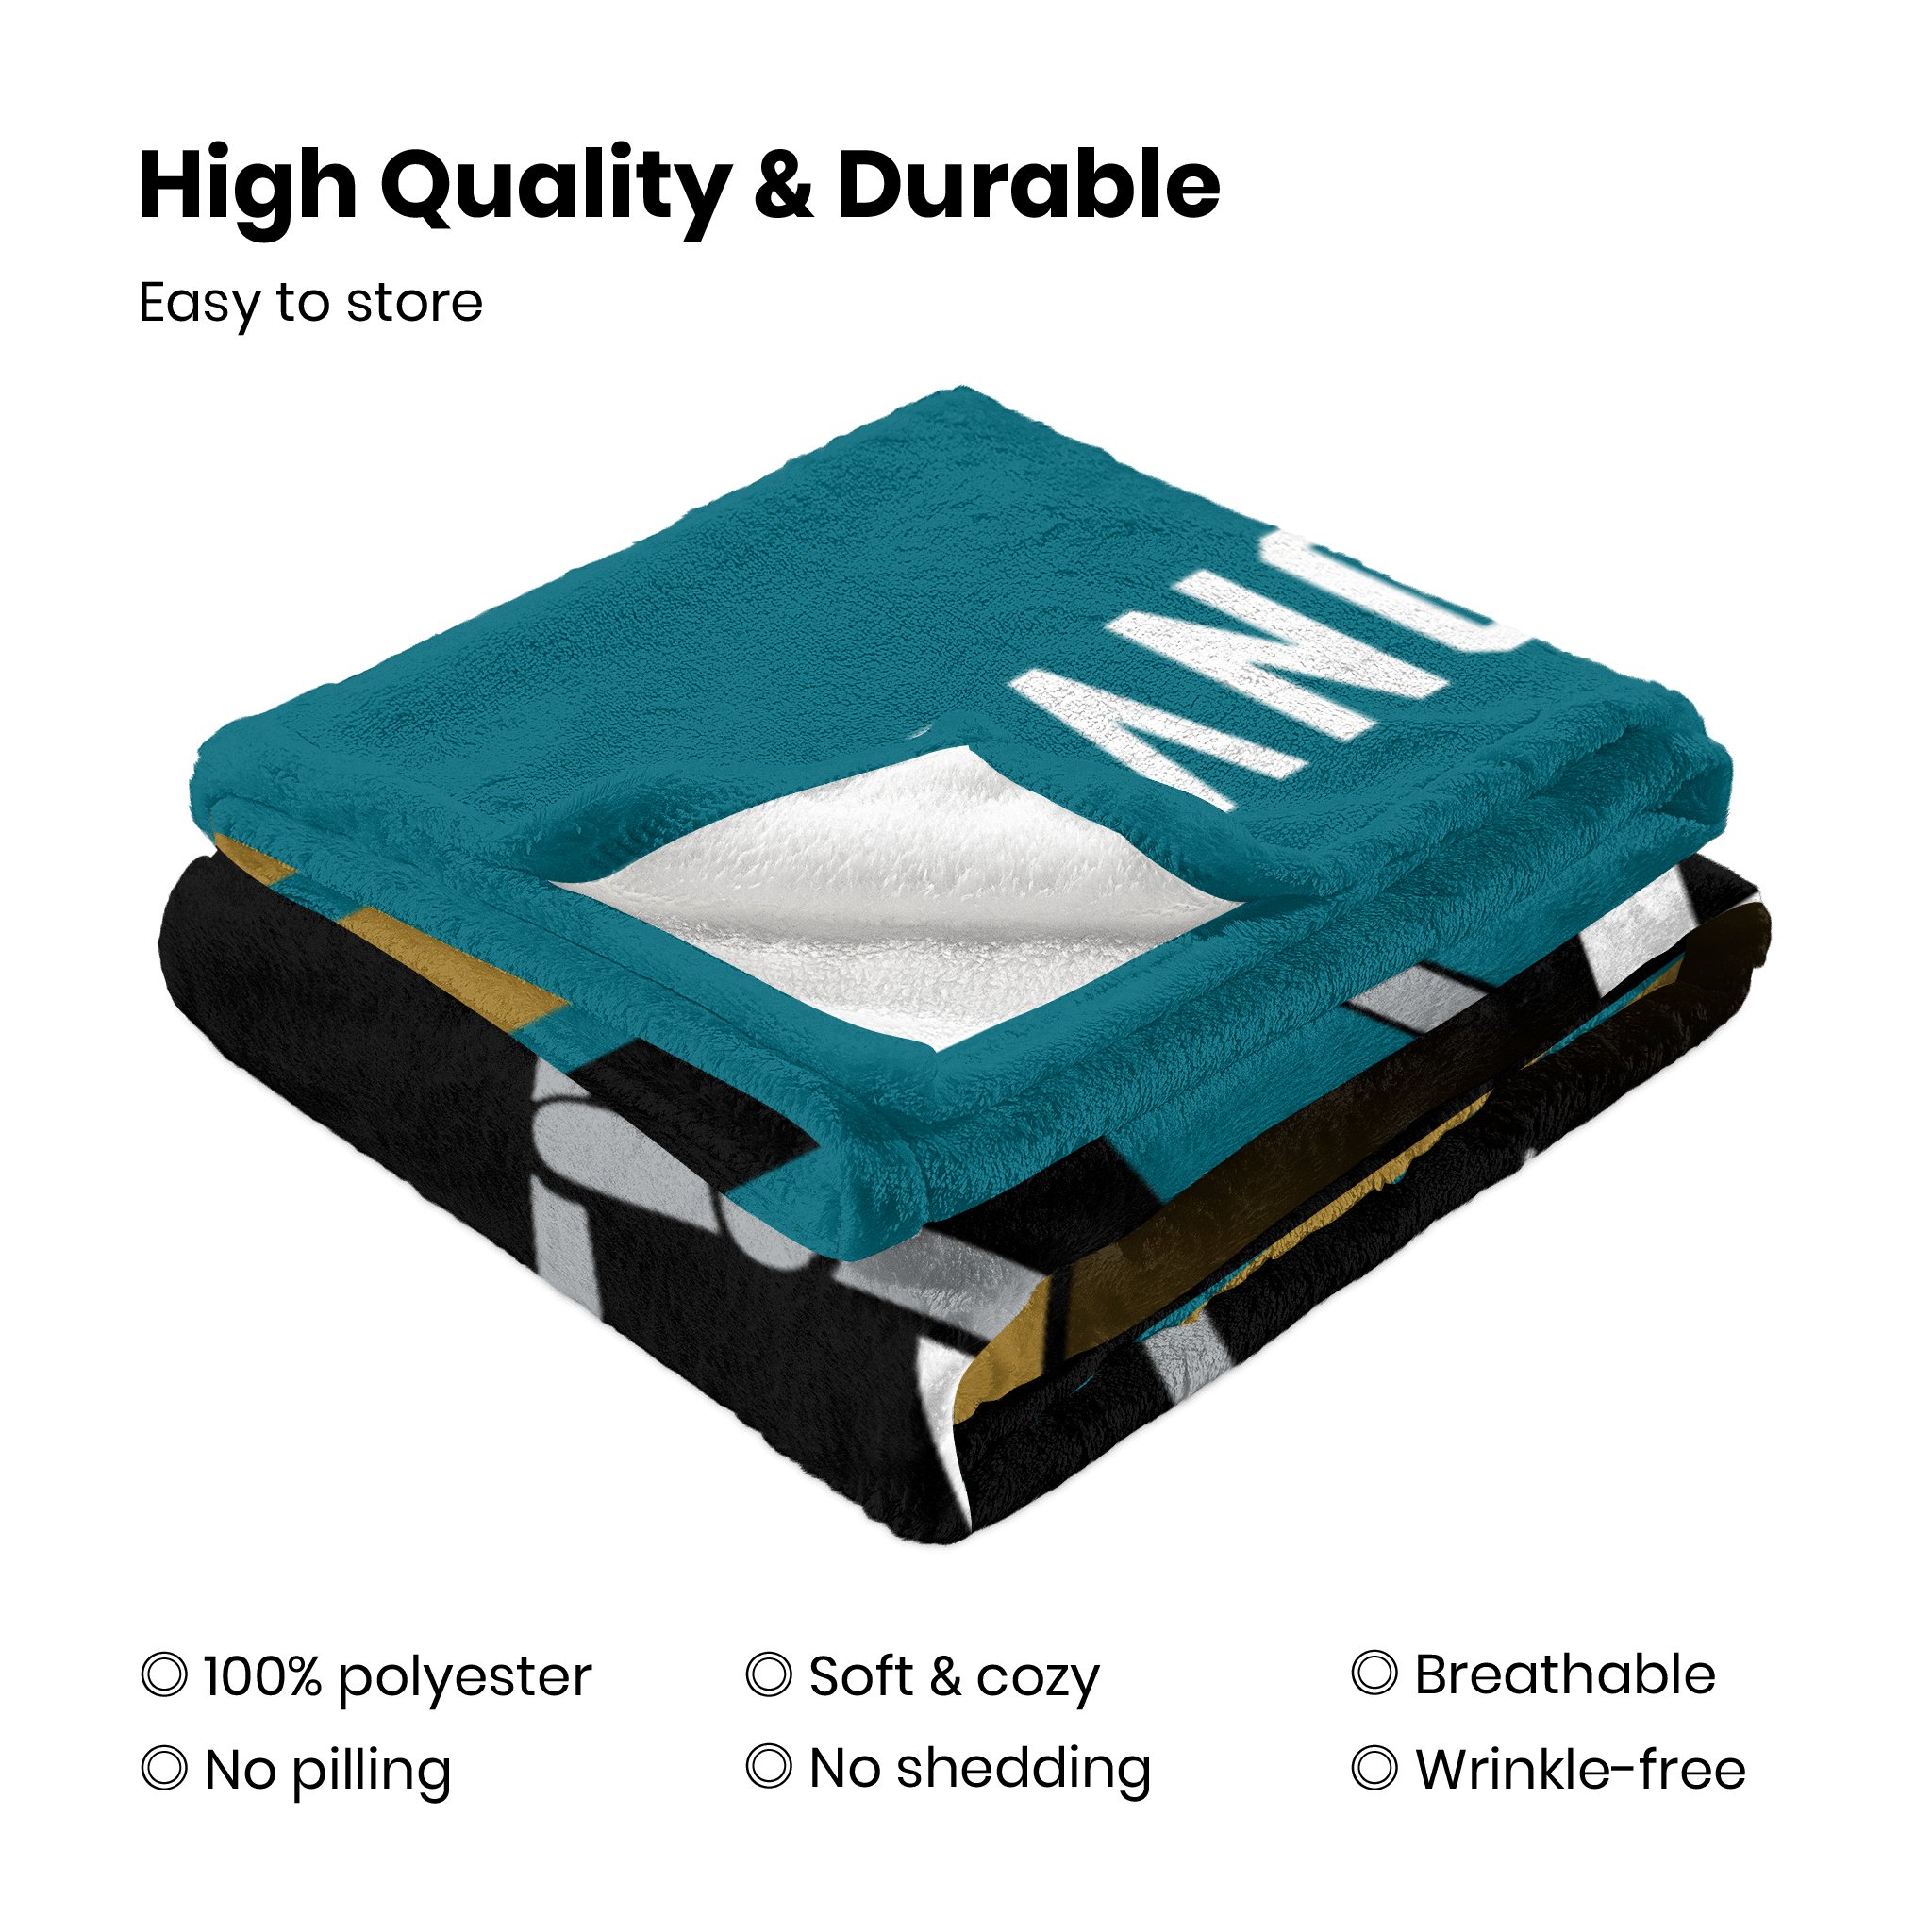 High Quality & Durable
Easy to store
100% polyester
Soft & cozy
Breathable
No pilling
No shedding
Wrinkle-free